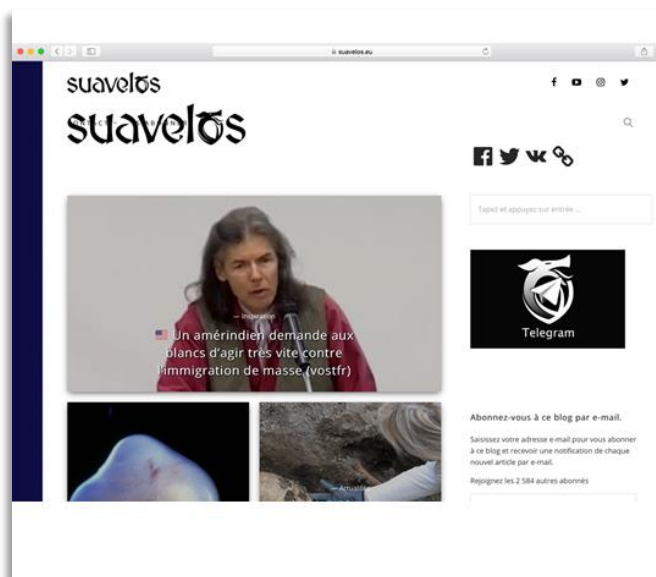 suavelos.eu
suavelos
suavelos
— Inspiration
Un amérindien demande aux
blancs d'agir très vite contre
l'immigration de masse (vostfr)
— Actualités
Tapez et appuyez sur entrée ...
Telegram
Abonnez-vous à ce blog par e-mail.
Saisissez votre adresse e-mail pour vous abonner
à ce blog et recevoir une notification de chaque
nouvel article par e-mail.
Rejoignez les 2 584 autres abonnés